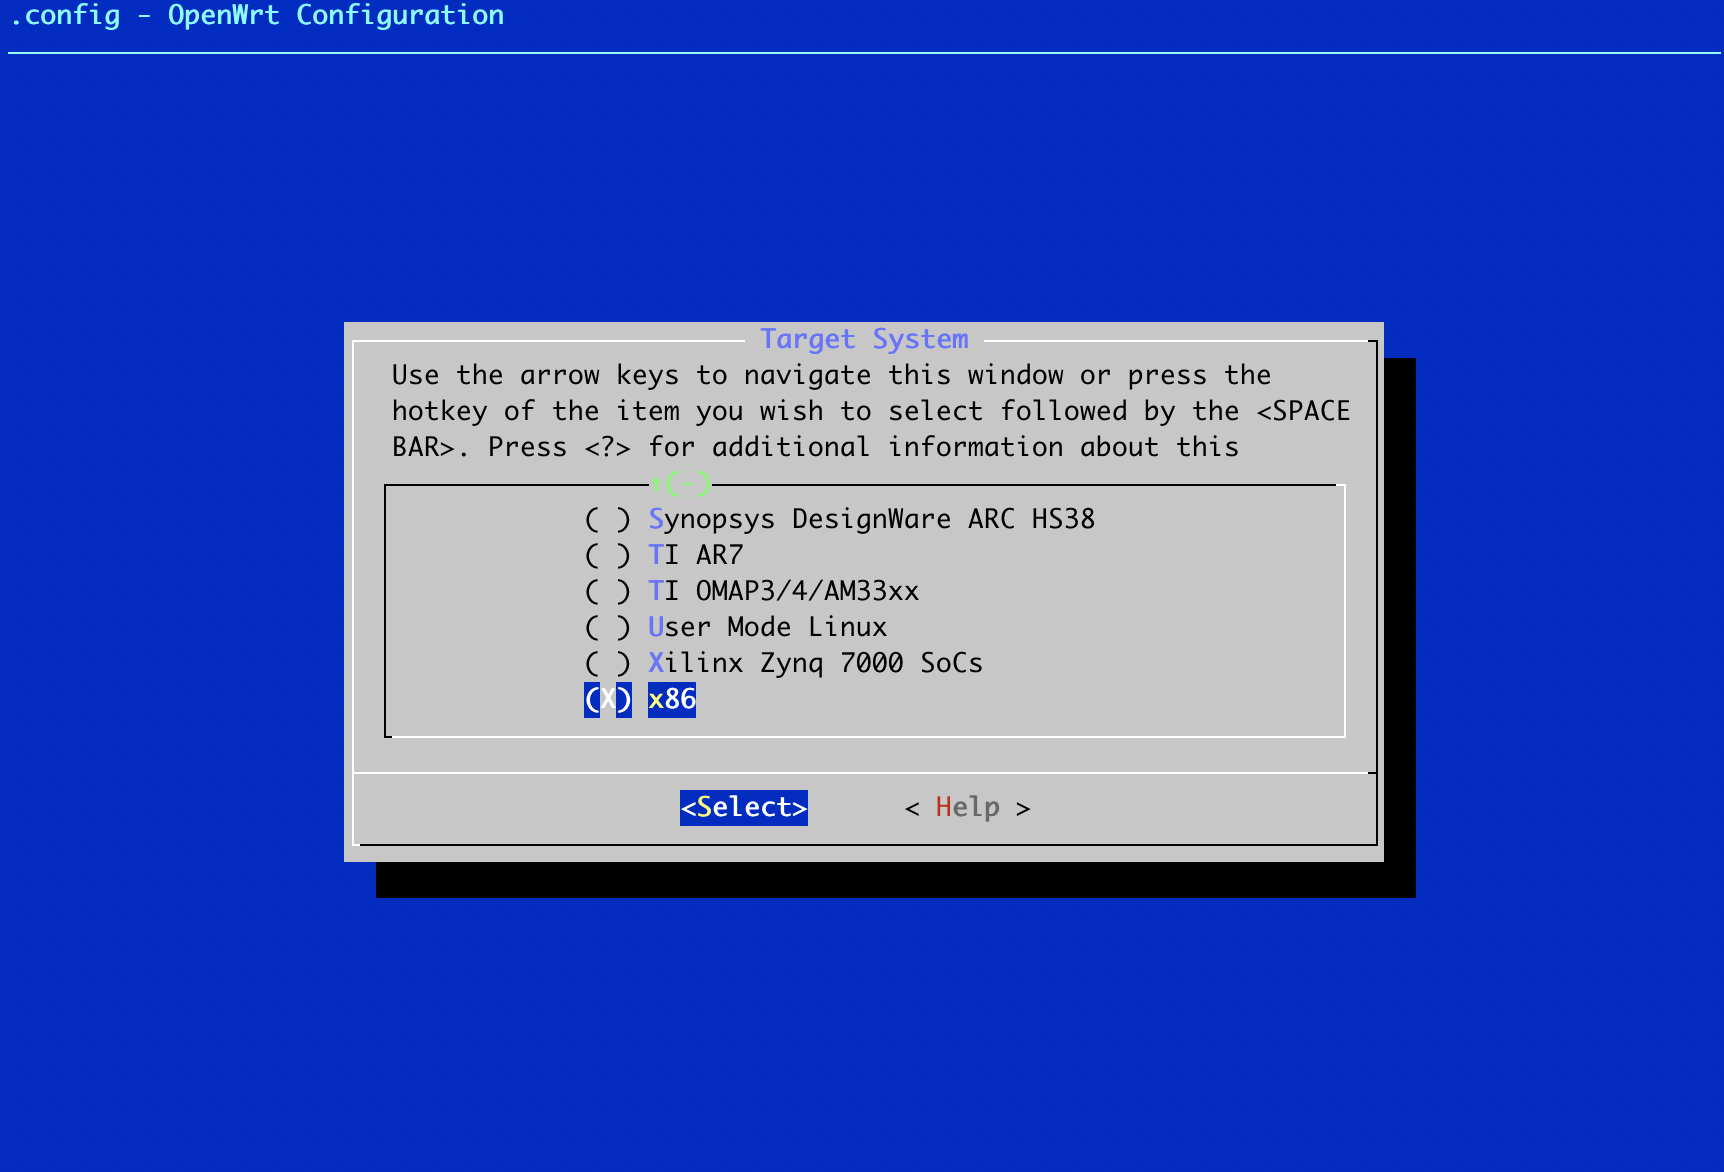 .config - OpenWrt Configuration
Target System
Use the arrow keys to navigate this window or press the
hotkey of the item you wish to select followed by the <SPACE
BAR>. Press <?> for additional information about this
↑(-)
( ) Synopsys DesignWare ARC HS38
( ) TI AR7
( ) TI OMAP3/4/AM33xx
( ) User Mode Linux
( ) Xilinx Zynq 7000 SoCs
(X) x86
<Select> < Help >